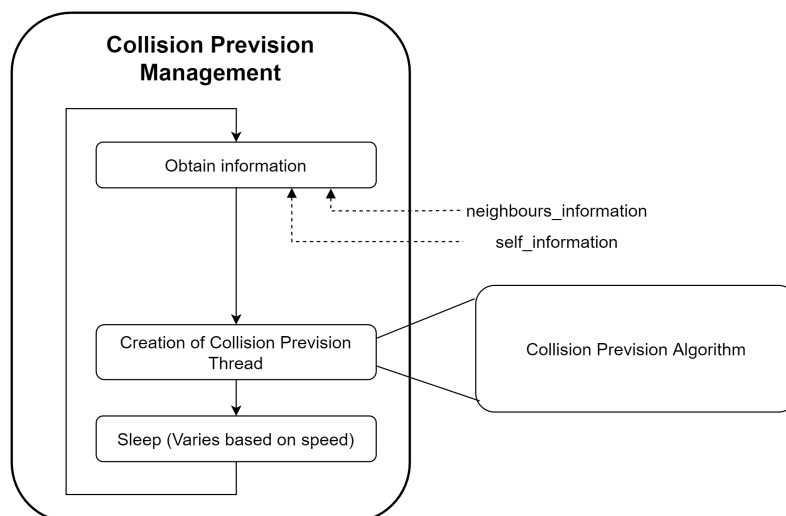 Collision Prevision
Management
Obtain information
neighbours_information
self_information
Creation of Collision Prevision
Thread
Collision Prevision Algorithm
Sleep (Varies based on speed)